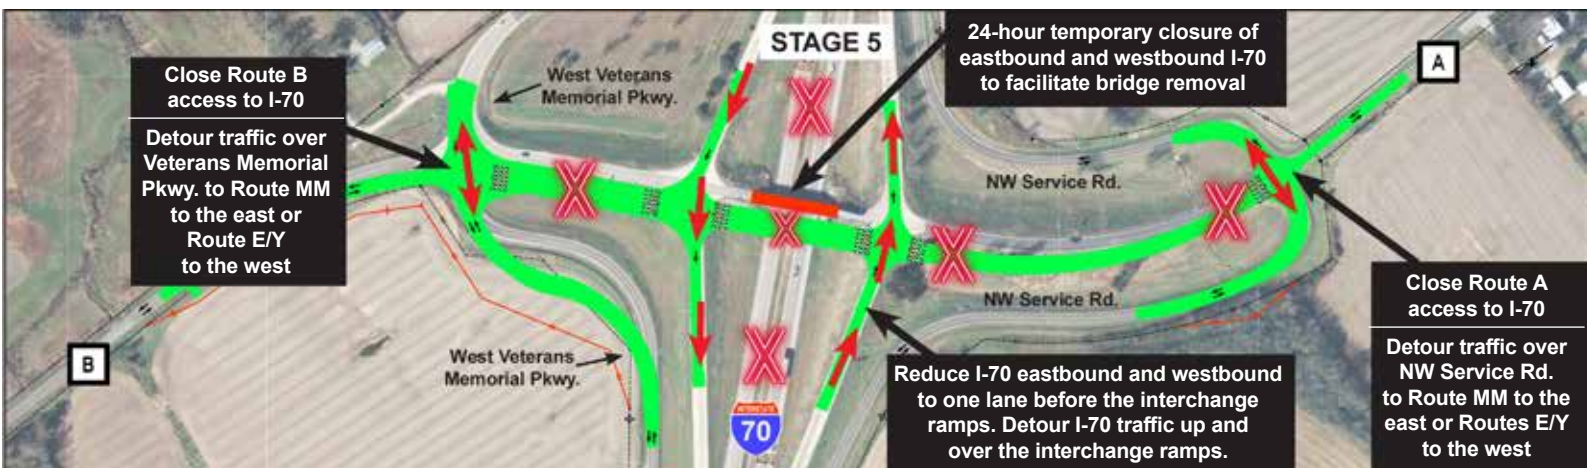 Close Route B
access to I-70
Detour traffic over
Veterans Memorial
Pkwy. to Route MM
to the east or
Route E/Y
to the west
West Veterans
Memorial Pkwy.
STAGE 5
24-hour temporary closure of
eastbound and westbound I-70
to facilitate bridge removal
A
NW Service Rd.
NW Service Rd.
B
West Veterans
Memorial Pkwy.
INTERSTATE
70
Reduce I-70 eastbound and westbound
to one lane before the interchange
ramps. Detour I-70 traffic up and
over the interchange ramps.
Close Route A
access to I-70
Detour traffic over
NW Service Rd.
to Route MM to the
east or Routes E/Y
to the west